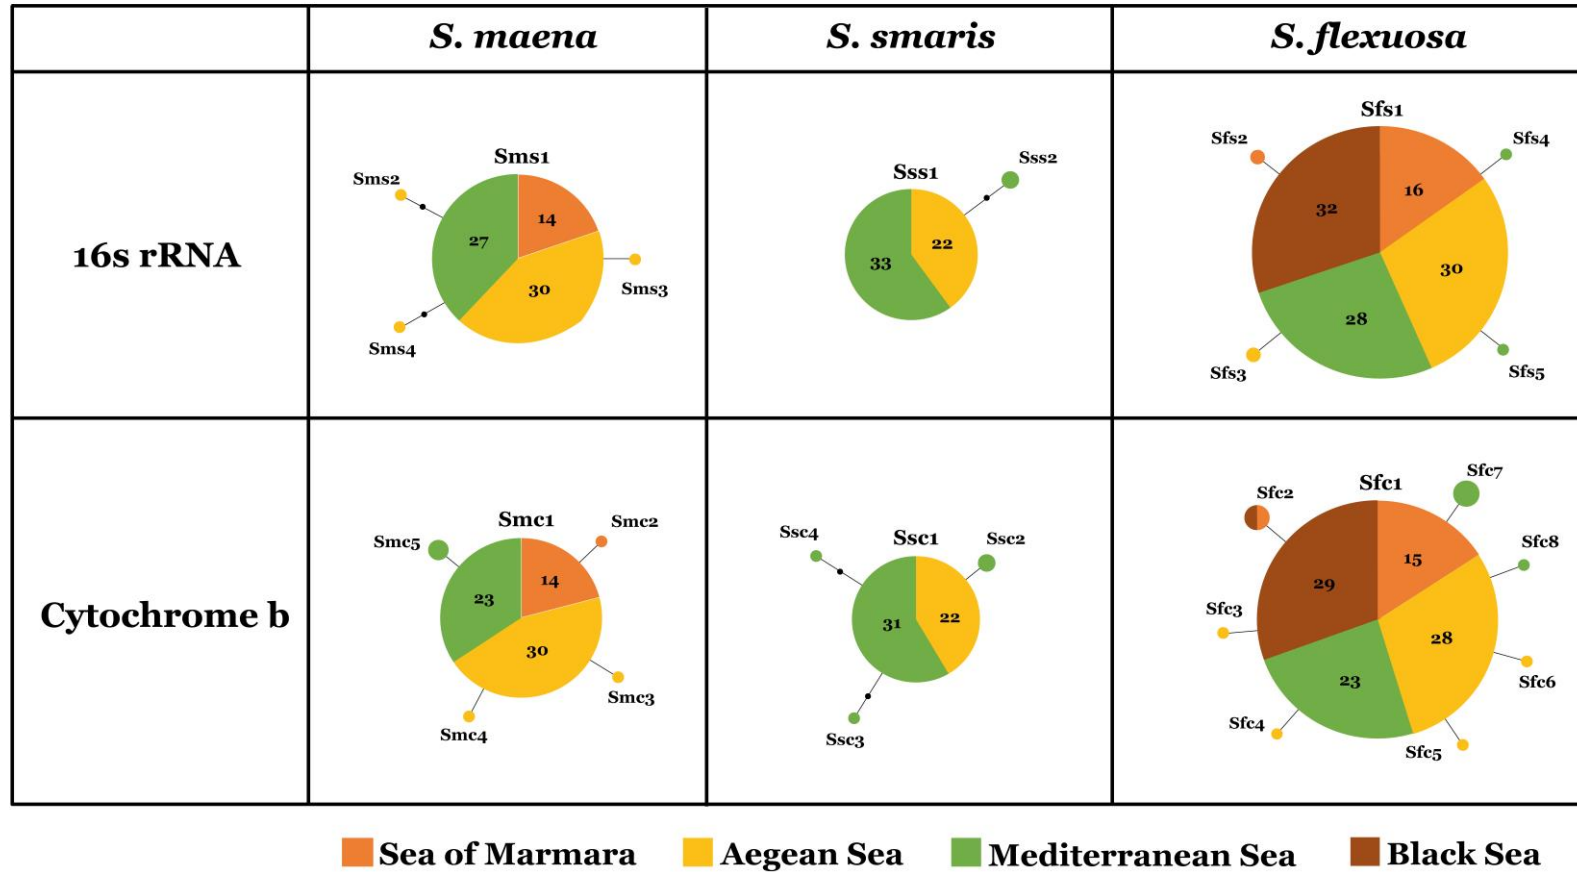 S. maena S. smaris S. flexuosa
16s rRNA
Sms1
Sms2
14
27
30
Sms3
Sms4
Sss1
Sss2
22
33
Sfs1
Sfs2
Sfs4
16
32
30
28
Sfs3
Sfs5
Cytochrome b
Smc1
Smc2
Smc5
14
23
30
Smc3
Smc4
Ssc1
Ssc4
Ssc2
31
22
Ssc3
Sfc1
Sfc7
Sfc2
Sfc8
15
29
Sfc3
28
Sfc6
23
Sfc4
Sfc5
Sea of Marmara Aegean Sea Mediterranean Sea Black Sea